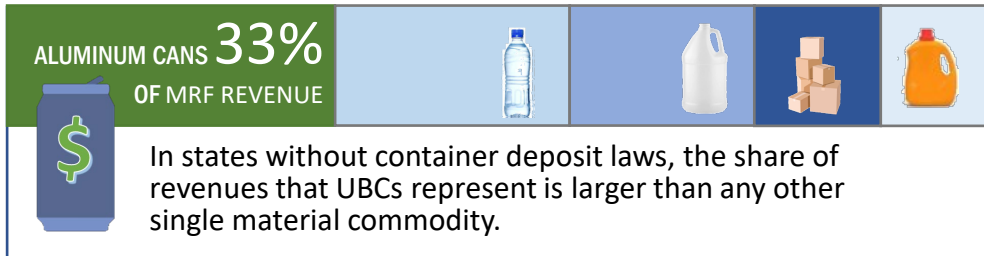 ALUMINUM CANS 33%
OF MRF REVENUE
$
In states without container deposit laws, the share of
revenues that UBCs represent is larger than any other
single material commodity.